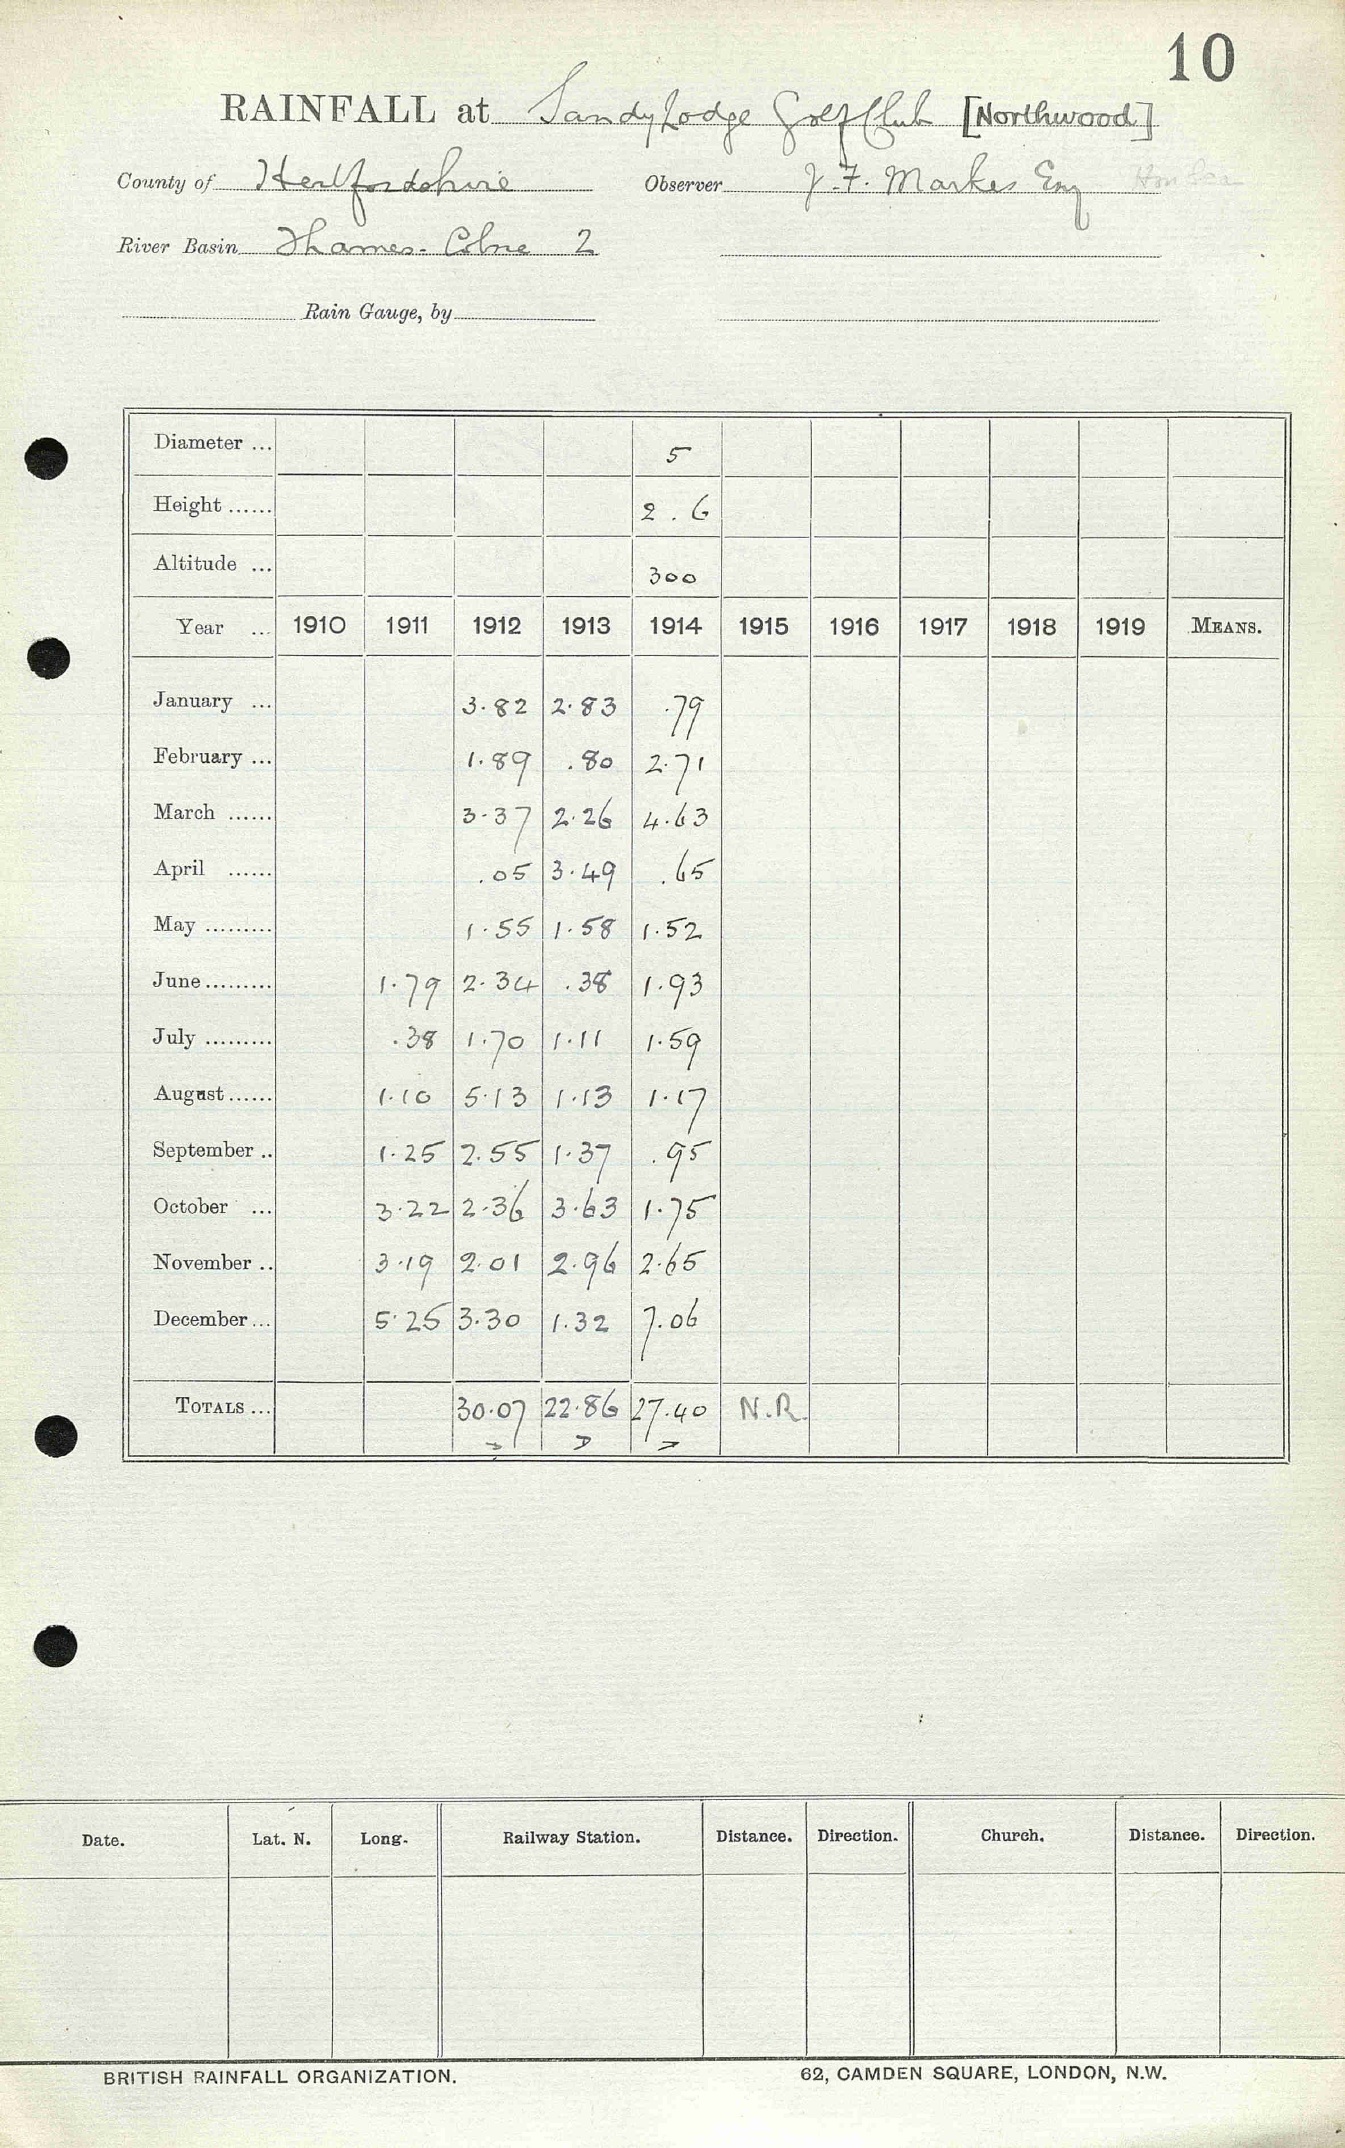 10
RAINFALL at Sandy Lodge Golf Club [Northwood]
County of Hertfordshire Observer J. F. Markes Esq Hon Sec
River Basin Thames-Colne 2
Rain Gauge, by
Diameter ... 5
Height ...... 2.6
Altitude ... 300
Year ... 1910 1911 1912 1913 1914 1915 1916 1917 1918 1919 MEANS.
January ... 3.82 2.83 .79
February ... 1.89 .80 2.71
March ...... 3.37 2.26 4.63
April ...... .05 3.49 .65
May ......... 1.55 1.58 1.52
June ......... 1.79 2.34 .38 1.93
July ......... .38 1.70 1.11 1.59
August ...... 1.10 5.13 1.13 1.17
September .. 1.25 2.55 1.37 .95
October ... 3.22 2.36 3.63 1.75
November .. 3.19 2.01 2.96 2.65
December ... 5.25 3.30 1.32 7.06
TOTALS ... 30.07 22.86 27.40 N.R.
Date. Lat. N. Long. Railway Station. Distance. Direction. Church. Distance. Direction.
BRITISH RAINFALL ORGANIZATION. 62, CAMDEN SQUARE, LONDON, N.W.